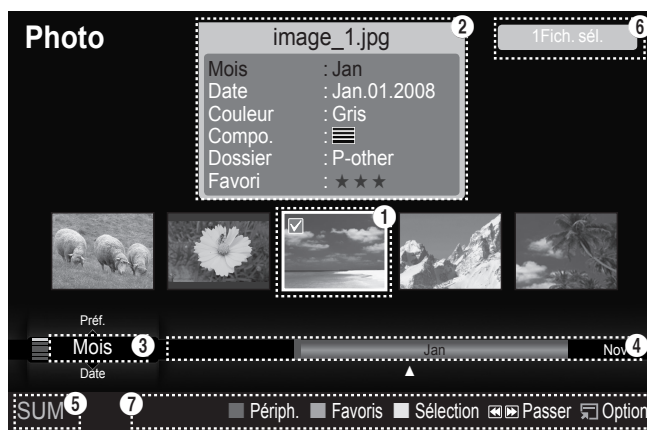 Photo
image_1.jpg
2
1Fich. sél.
6
Mois : Jan
Date : Jan.01.2008
Couleur : Gris
Compo. :
Dossier : P-other
Favori : ★★★
1
Préf.
Mois
3
Jan
Nov
4
Date
SUM
5
7
Périph.
Favoris
Sélection
Passer
Option